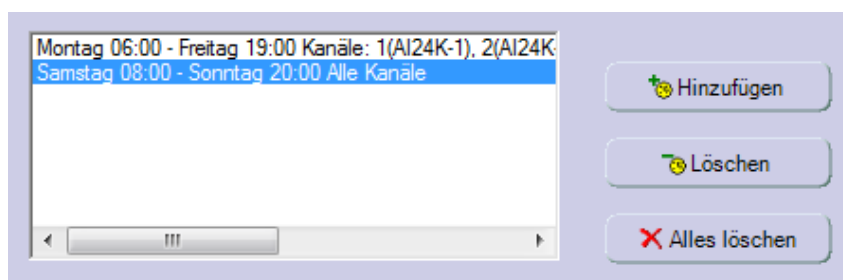 Montag 06:00 - Freitag 19:00 Kanäle: 1(AI24K-1), 2(AI24K-
Samstag 08:00 - Sonntag 20:00 Alle Kanäle
Hinzufügen
Löschen
Alles löschen